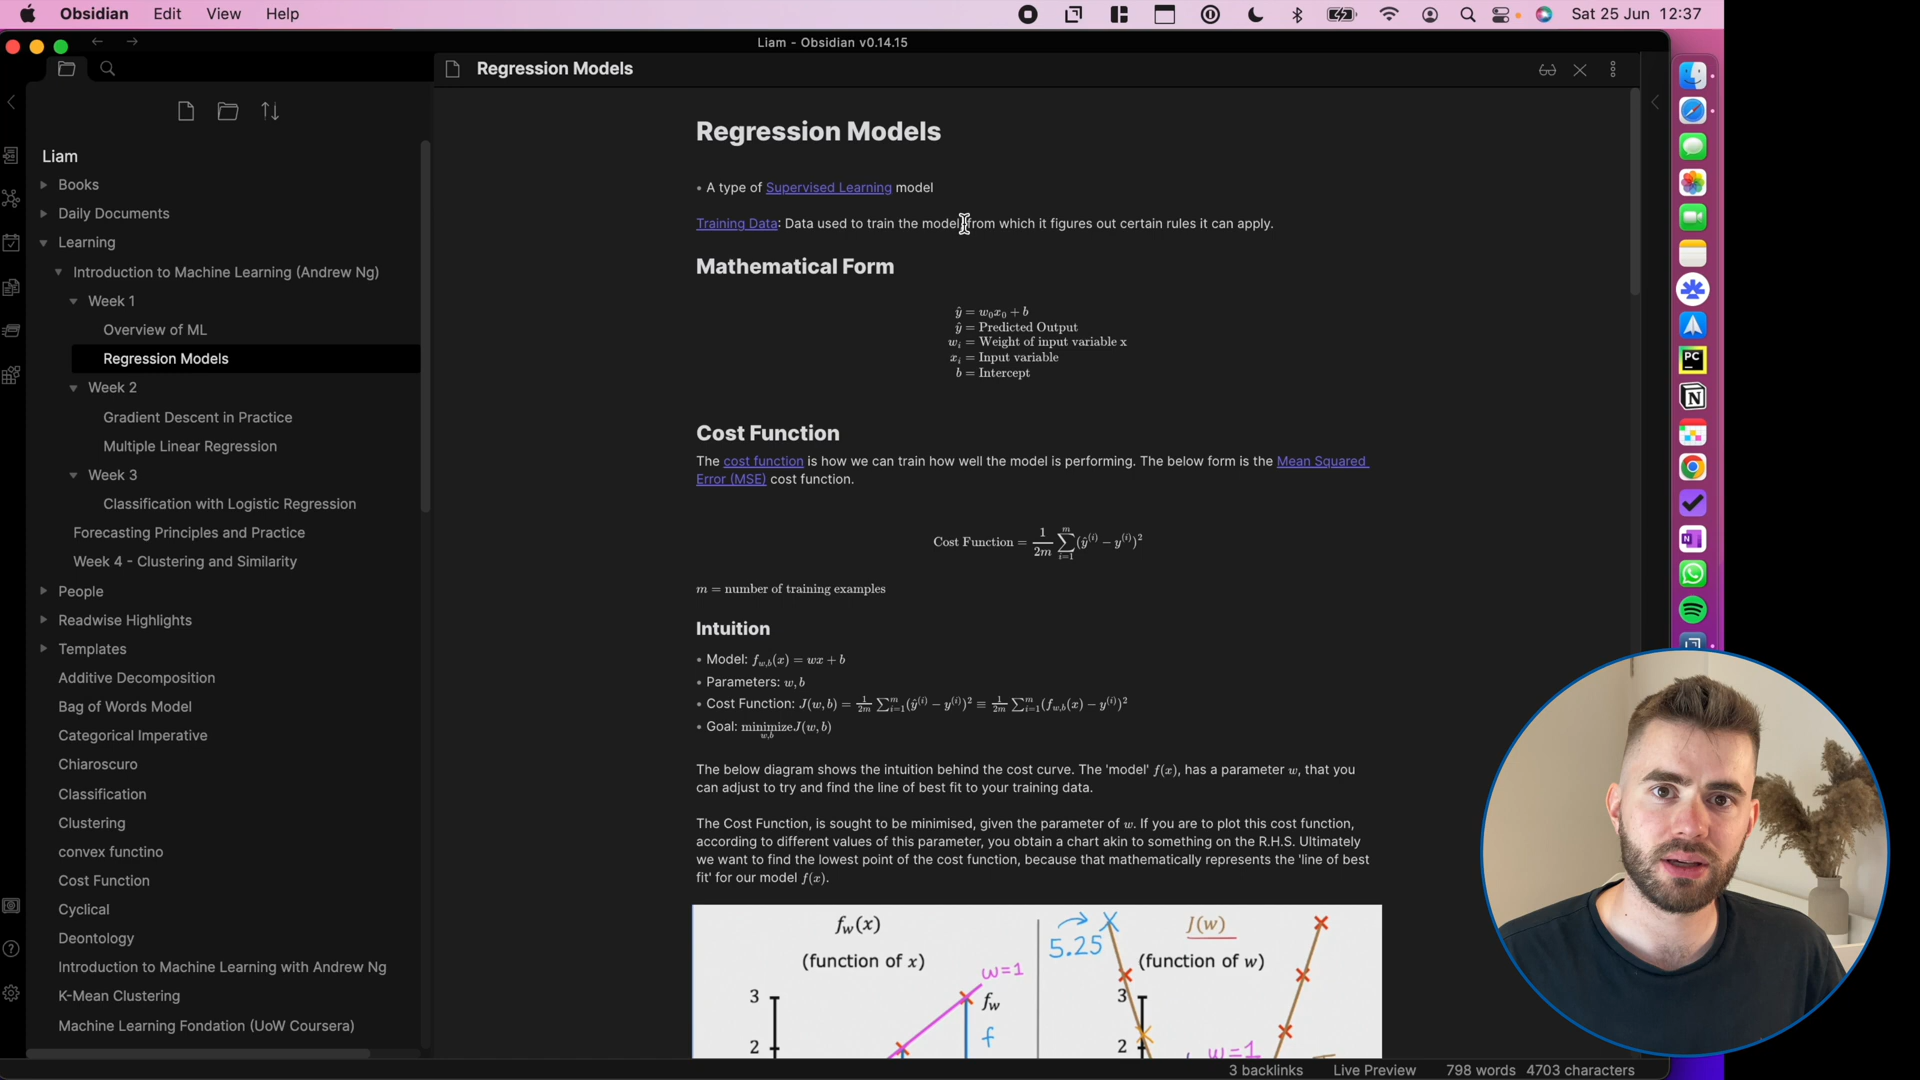 Obsidian Edit View Help
Sat 25 Jun 12:37
Liam - Obsidian v0.14.15
Regression Models
Liam
Books
Daily Documents
Learning
Introduction to Machine Learning (Andrew Ng)
Week 1
Overview of ML
Regression Models
Week 2
Gradient Descent in Practice
Multiple Linear Regression
Week 3
Classification with Logistic Regression
Forecasting Principles and Practice
Week 4 - Clustering and Similarity
People
Readwise Highlights
Templates
Additive Decomposition
Bag of Words Model
Categorical Imperative
Chiaroscuro
Classification
Clustering
convex functino
Cost Function
Cyclical
Deontology
Introduction to Machine Learning with Andrew Ng
K-Mean Clustering
Machine Learning Fondation (UoW Coursera)
Regression Models
• A type of Supervised Learning model
Training Data: Data used to train the model from which it figures out certain rules it can apply.
Mathematical Form
ŷ = w₀x₀ + b
ŷ = Predicted Output
wᵢ = Weight of input variable x
xᵢ = Input variable
b = Intercept
Cost Function
The cost function is how we can train how well the model is performing. The below form is the Mean Squared
Error (MSE) cost function.
Cost Function = 1/2m ∑ᵢ₌₁ᵐ (ŷ⁽ⁱ⁾ − y⁽ⁱ⁾)²
m = number of training examples
Intuition
• Model: f_{w,b}(x) = wx + b
• Parameters: w, b
• Cost Function: J(w, b) = 1/2m ∑ᵢ₌₁ᵐ (ŷ⁽ⁱ⁾ − y⁽ⁱ⁾)² ≡ 1/2m ∑ᵢ₌₁ᵐ (f_{w,b}(x) − y⁽ⁱ⁾)²
• Goal: minimize_{w,b} J(w, b)
The below diagram shows the intuition behind the cost curve. The 'model' f(x), has a parameter w, that you
can adjust to try and find the line of best fit to your training data.
The Cost Function, is sought to be minimised, given the parameter of w. If you are to plot this cost function,
according to different values of this parameter, you obtain a chart akin to something on the R.H.S. Ultimately
we want to find the lowest point of the cost function, because that mathematically represents the 'line of best
fit' for our model f(x).
f_w(x)
(function of x)
w=1
3
f_w
f
2
5.25
J(w)
(function of w)
3
2
w=1
3 backlinks Live Preview 798 words 4703 characters
PC